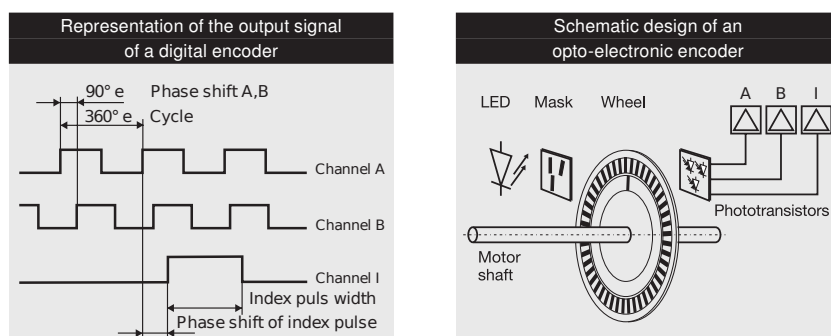 Representation of the output signal
of a digital encoder
90° e Phase shift A,B
360° e Cycle
Channel A
Channel B
Channel I
Index puls width
Phase shift of index pulse
Schematic design of an
opto-electronic encoder
A B I
LED Mask Wheel
Phototransistors
Motor
shaft